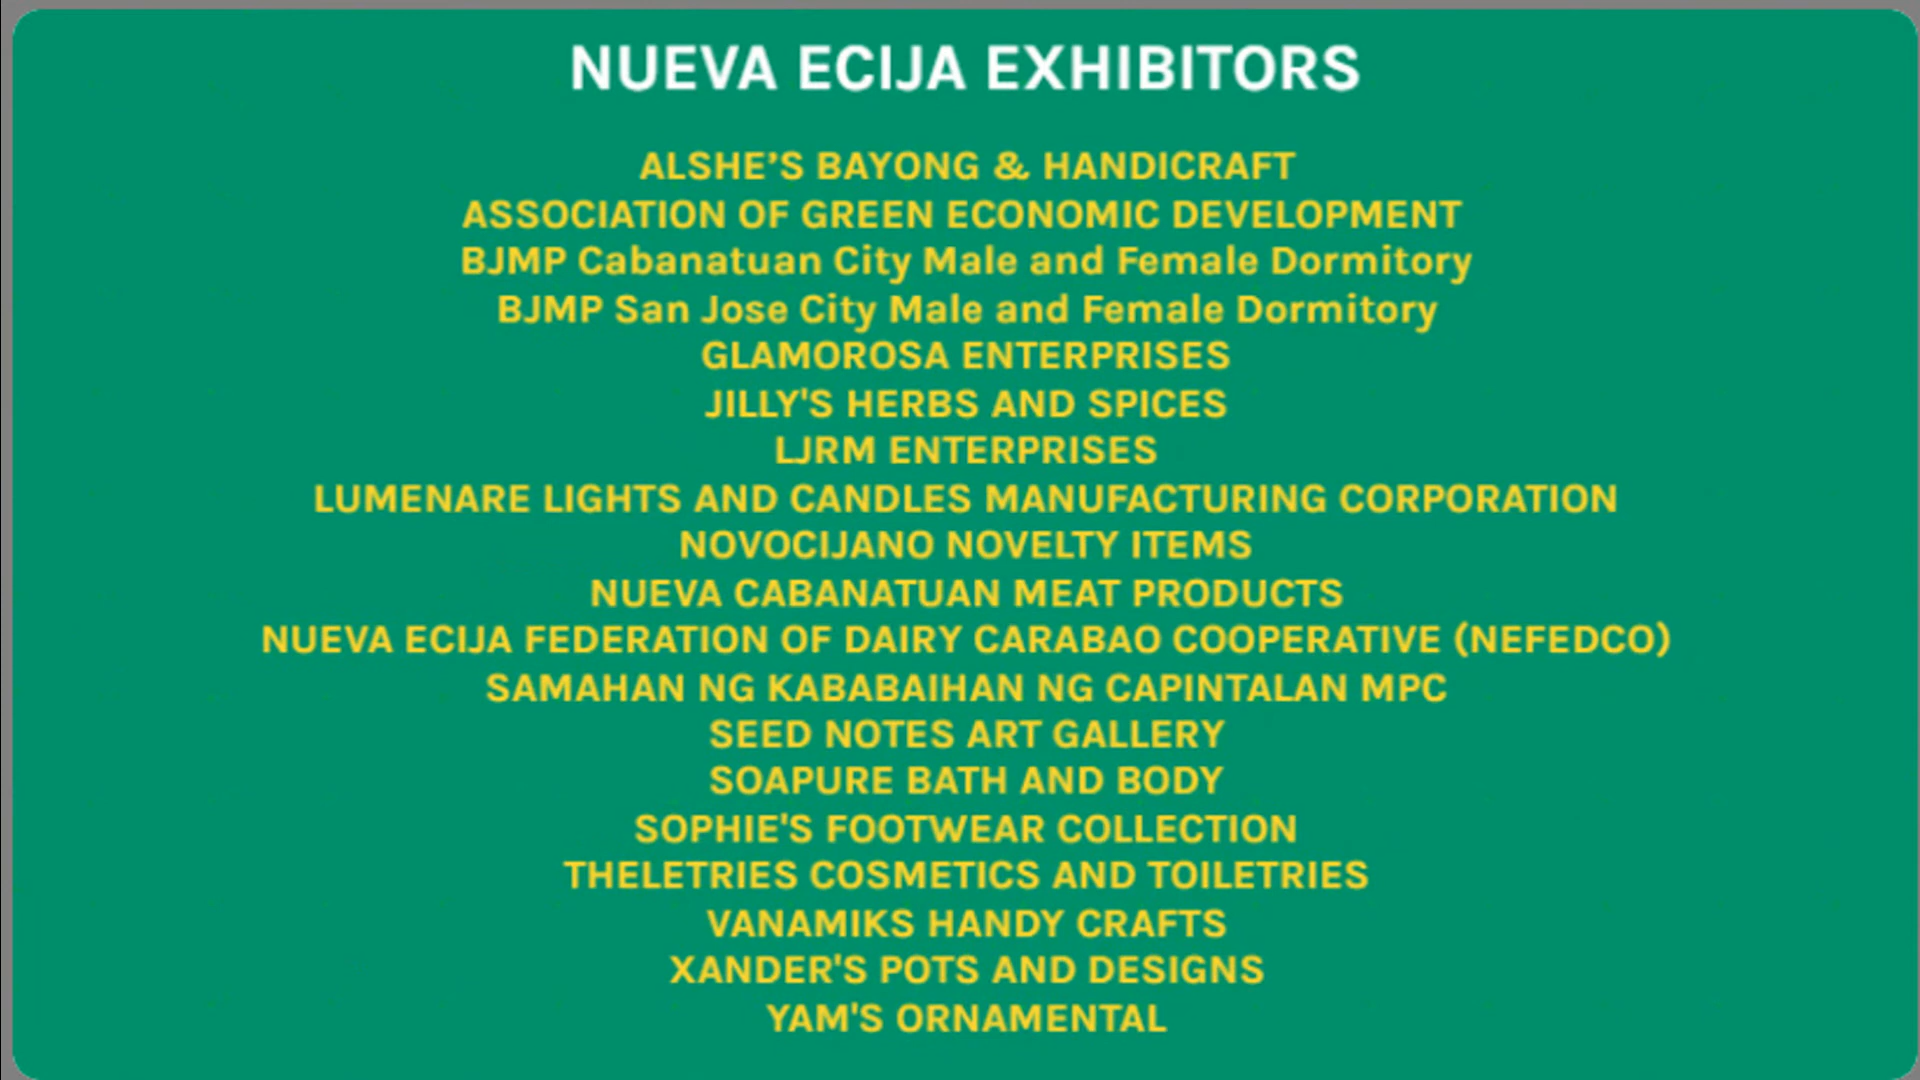 NUEVA ECIJA EXHIBITORS
ALSHE’S BAYONG & HANDICRAFT
ASSOCIATION OF GREEN ECONOMIC DEVELOPMENT
BJMP Cabanatuan City Male and Female Dormitory
BJMP San Jose City Male and Female Dormitory
GLAMOROSA ENTERPRISES
JILLY'S HERBS AND SPICES
LJRM ENTERPRISES
LUMENARE LIGHTS AND CANDLES MANUFACTURING CORPORATION
NOVOCIJANO NOVELTY ITEMS
NUEVA CABANATUAN MEAT PRODUCTS
NUEVA ECIJA FEDERATION OF DAIRY CARABAO COOPERATIVE (NEFEDCO)
SAMAHAN NG KABABAIHAN NG CAPINTALAN MPC
SEED NOTES ART GALLERY
SOAPURE BATH AND BODY
SOPHIE'S FOOTWEAR COLLECTION
THELETRIES COSMETICS AND TOILETRIES
VANAMIKS HANDY CRAFTS
XANDER'S POTS AND DESIGNS
YAM'S ORNAMENTAL